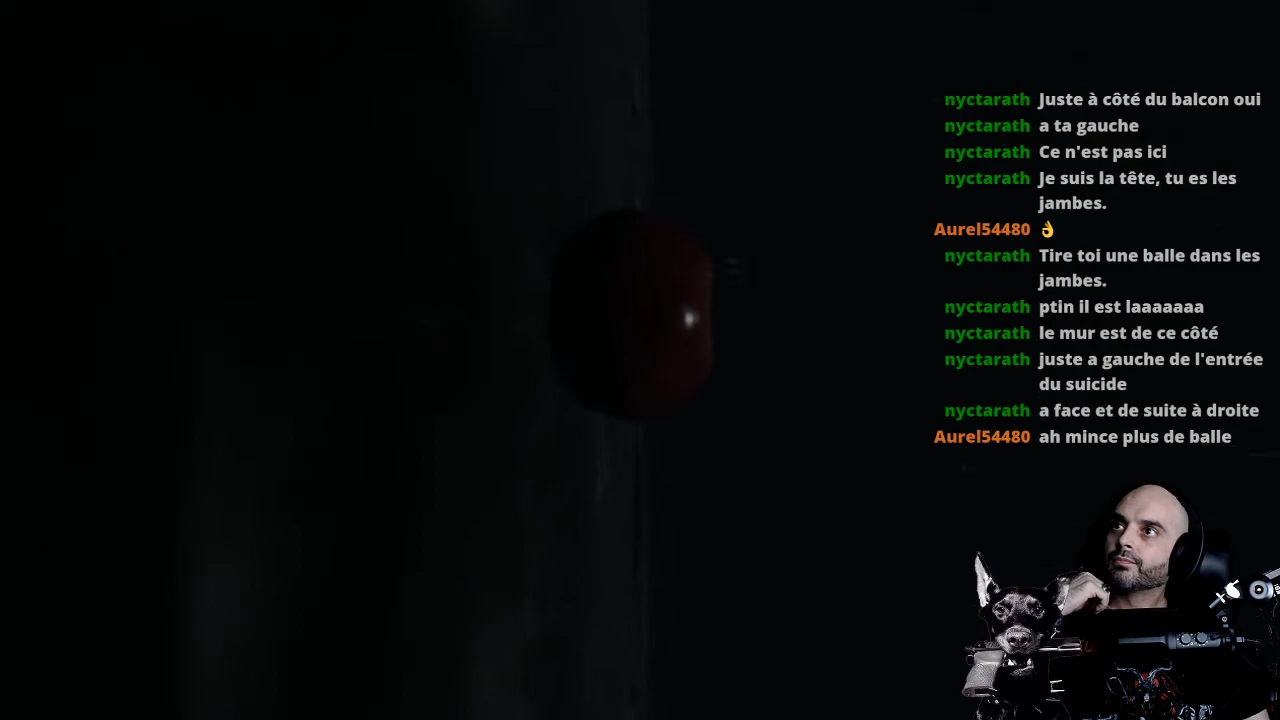 nyctarath Juste à côté du balcon oui
nyctarath a ta gauche
nyctarath Ce n'est pas ici
nyctarath Je suis la tête, tu es les
jambes.
Aurel54480 👌
nyctarath Tire toi une balle dans les
jambes.
nyctarath ptin il est laaaaaaa
nyctarath le mur est de ce côté
nyctarath juste a gauche de l'entrée
du suicide
nyctarath a face et de suite à droite
Aurel54480 ah mince plus de balle